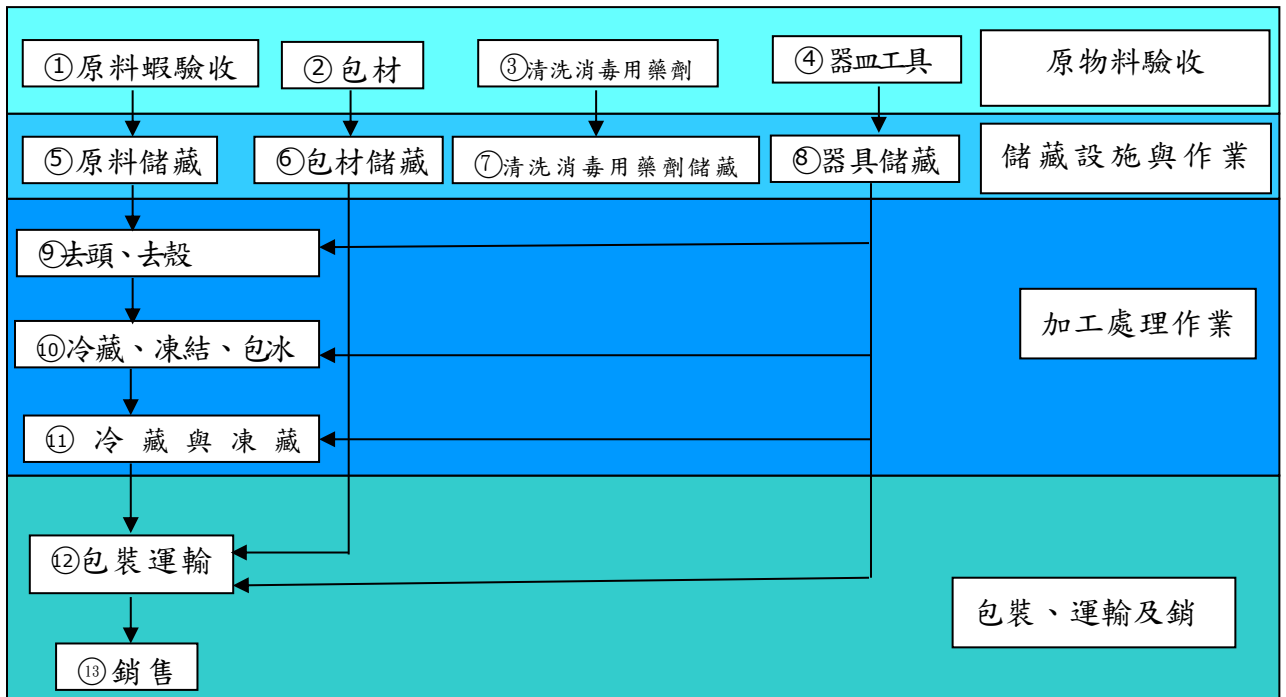 ①原料蝦驗收
②包材
③清洗消毒用藥劑
④器皿工具
原物料驗收
⑤原料儲藏
⑥包材儲藏
⑦清洗消毒用藥劑儲藏
⑧器具儲藏
儲藏設施與作業
⑨去頭、去殼
加工處理作業
⑩冷藏、凍結、包冰
⑪冷藏與凍藏
⑫包裝運輸
包裝、運輸及銷
⑬銷售